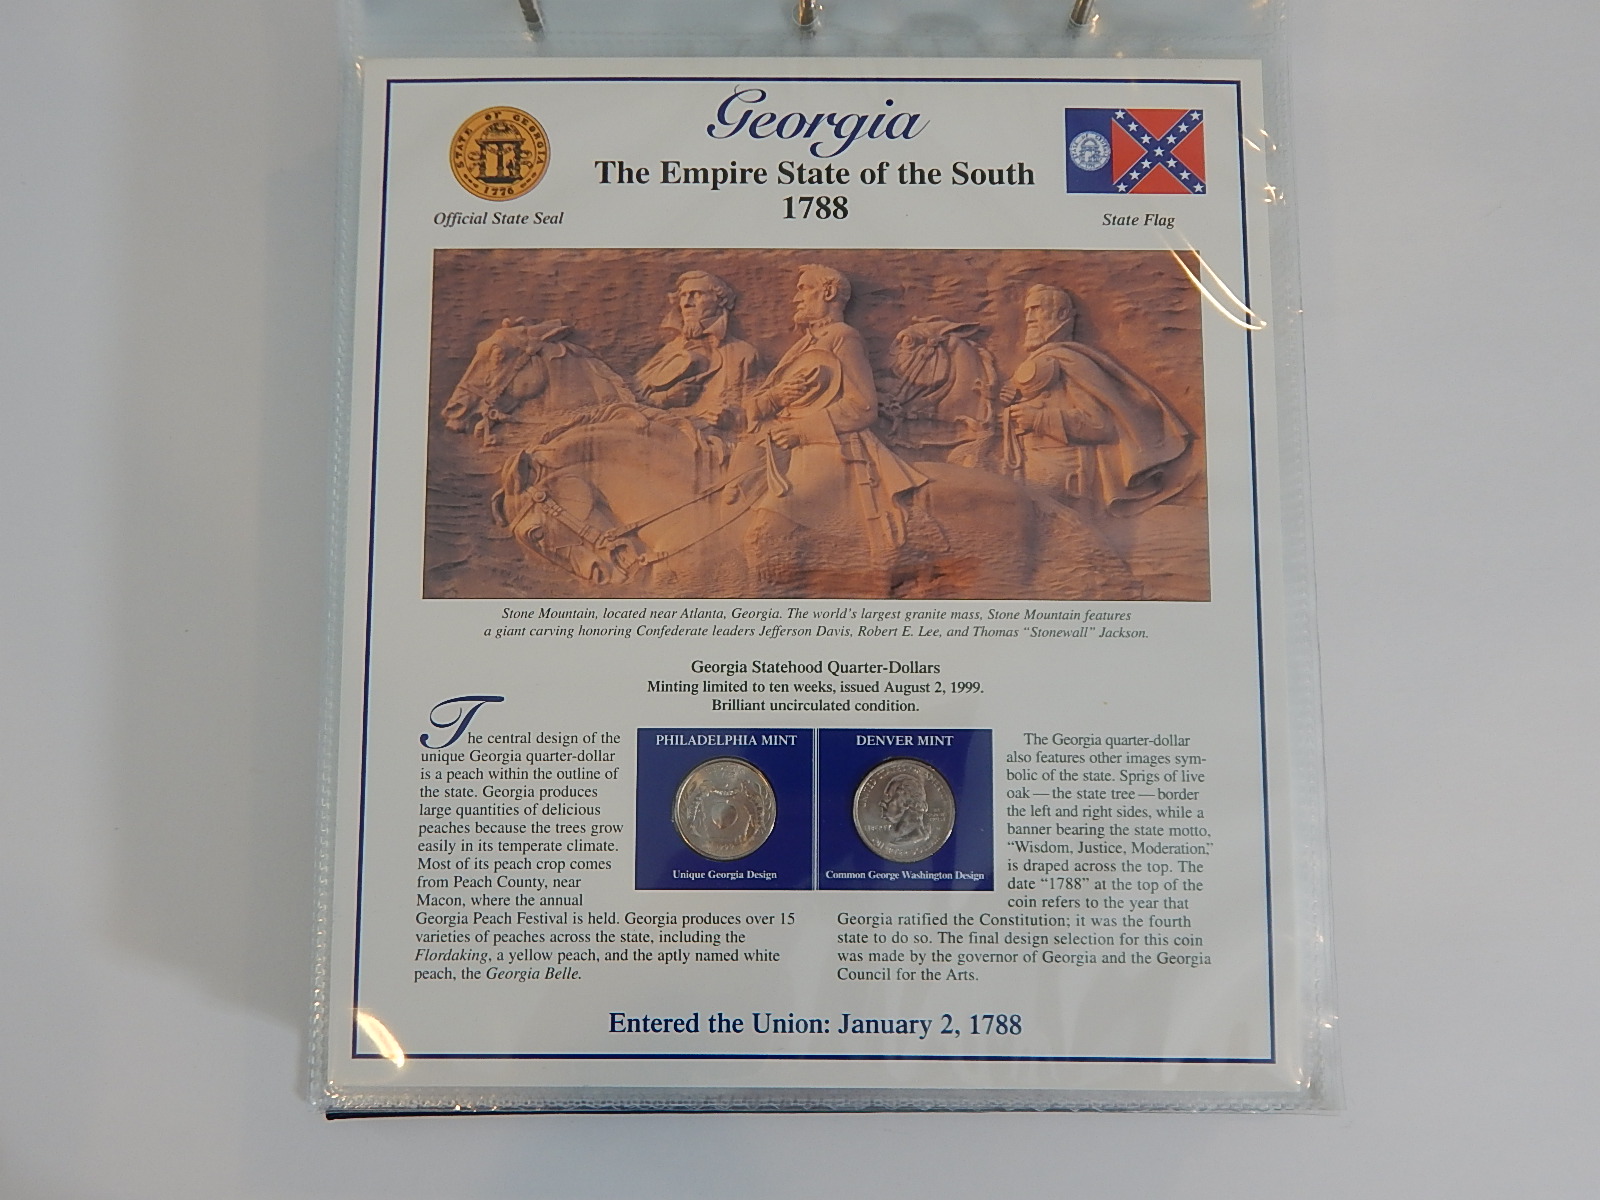 Georgia
The Empire State of the South
1788
STATE OF GEORGIA
1776
Official State Seal
State Flag
Stone Mountain, located near Atlanta, Georgia. The world's largest granite mass, Stone Mountain features
a giant carving honoring Confederate leaders Jefferson Davis, Robert E. Lee, and Thomas “Stonewall” Jackson.
Georgia Statehood Quarter-Dollars
Minting limited to ten weeks, issued August 2, 1999.
Brilliant uncirculated condition.
The central design of the
unique Georgia quarter-dollar
is a peach within the outline of
the state. Georgia produces
large quantities of delicious
peaches because the trees grow
easily in its temperate climate.
Most of its peach crop comes
from Peach County, near
Macon, where the annual
Georgia Peach Festival is held. Georgia produces over 15
varieties of peaches across the state, including the
Flordaking, a yellow peach, and the aptly named white
peach, the Georgia Belle.
PHILADELPHIA MINT
Unique Georgia Design
DENVER MINT
LIBERTY
Common George Washington Design
The Georgia quarter-dollar
also features other images sym-
bolic of the state. Sprigs of live
oak — the state tree — border
the left and right sides, while a
banner bearing the state motto,
“Wisdom, Justice, Moderation,”
is draped across the top. The
date “1788” at the top of the
coin refers to the year that
Georgia ratified the Constitution; it was the fourth
state to do so. The final design selection for this coin
was made by the governor of Georgia and the Georgia
Council for the Arts.
Entered the Union: January 2, 1788